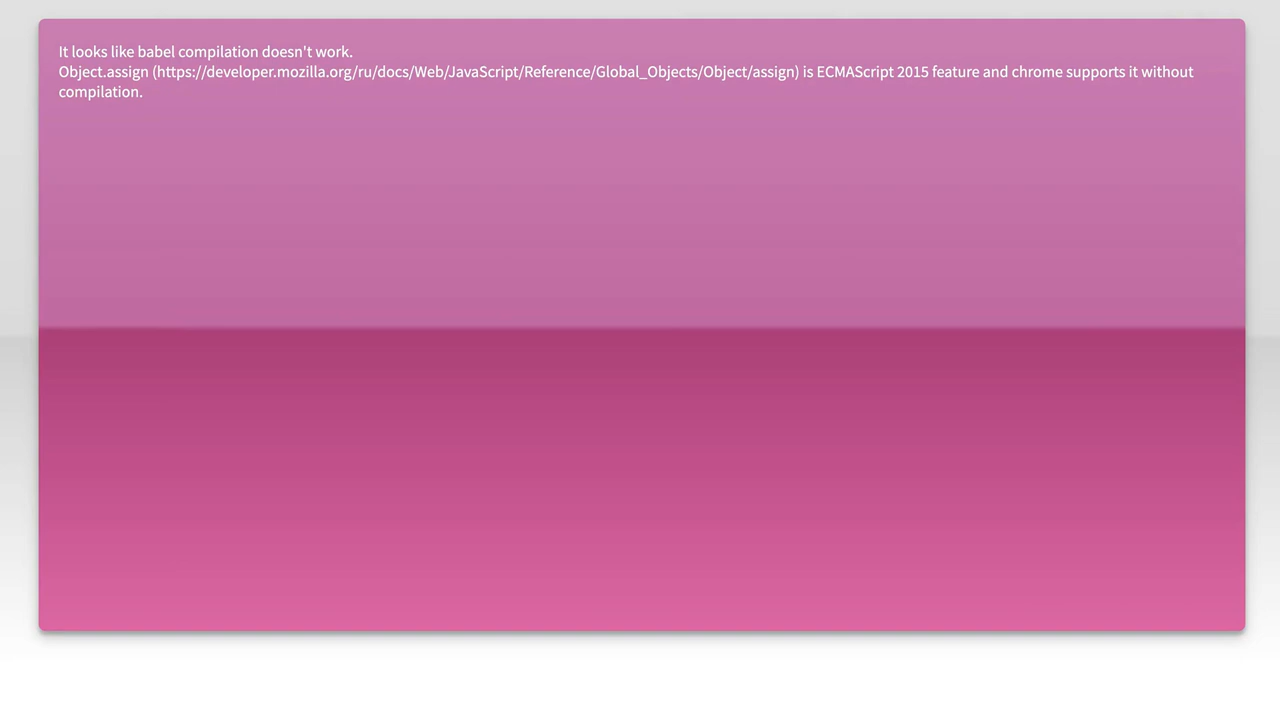 It looks like babel compilation doesn't work.
Object.assign (https://developer.mozilla.org/ru/docs/Web/JavaScript/Reference/Global_Objects/Object/assign) is ECMAScript 2015 feature and chrome supports it without
compilation.